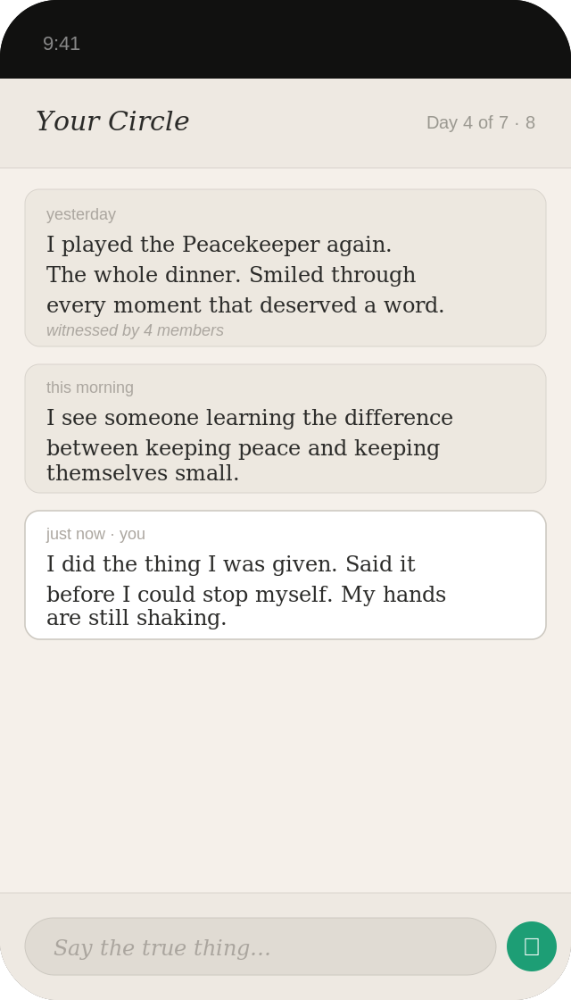 9:41
Your Circle
Day 4 of 7 · 8
yesterday
I played the Peacekeeper again.
The whole dinner. Smiled through
every moment that deserved a word.
witnessed by 4 members
this morning
I see someone learning the difference
between keeping peace and keeping
themselves small.
just now · you
I did the thing I was given. Said it
before I could stop myself. My hands
are still shaking.
Say the true thing...